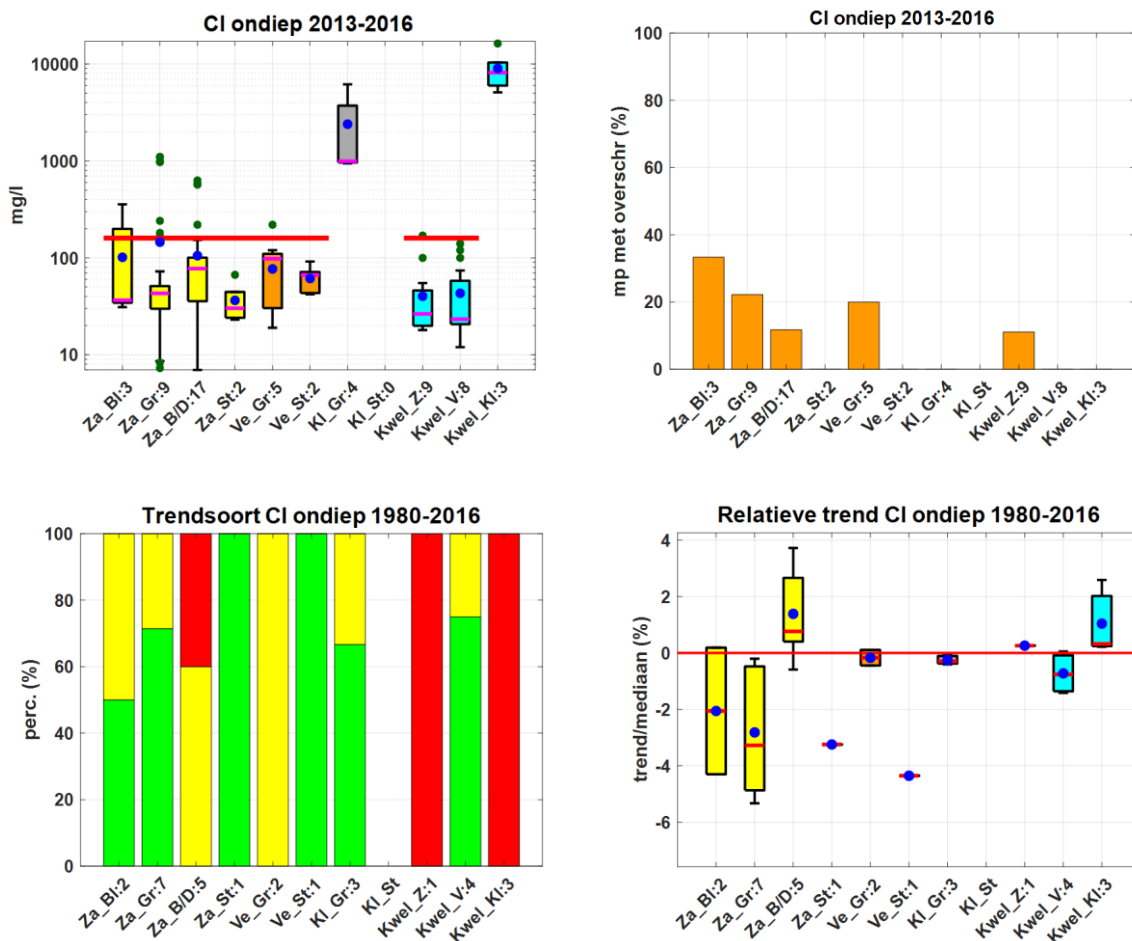 Cl ondiep 2013-2016
mg/l
10000
1000
100
10
Za_Bl:3
Za_Gr:9
Za_B/D:17
Za_St:2
Ve_Gr:5
Ve_St:2
Kl_Gr:4
Kl_St:0
Kwel_Z:9
Kwel_V:8
Kwel_Kl:3
Cl ondiep 2013-2016
mp met overschr (%)
100
80
60
40
20
0
Za_Bl:3
Za_Gr:9
Za_B/D:17
Za_St:2
Ve_Gr:5
Ve_St:2
Kl_Gr:4
Kl_St
Kwel_Z:9
Kwel_V:8
Kwel_Kl:3
Trendsoort Cl ondiep 1980-2016
perc. (%)
100
80
60
40
20
0
Za_Bl:2
Za_Gr:7
Za_B/D:5
Za_St:1
Ve_Gr:2
Ve_St:1
Kl_Gr:3
Kl_St
Kwel_Z:1
Kwel_V:4
Kwel_Kl:3
Relatieve trend Cl ondiep 1980-2016
trend/mediaan (%)
4
2
0
-2
-4
-6
Za_Bl:2
Za_Gr:7
Za_B/D:5
Za_St:1
Ve_Gr:2
Ve_St:1
Kl_Gr:3
Kl_St
Kwel_Z:1
Kwel_V:4
Kwel_Kl:3